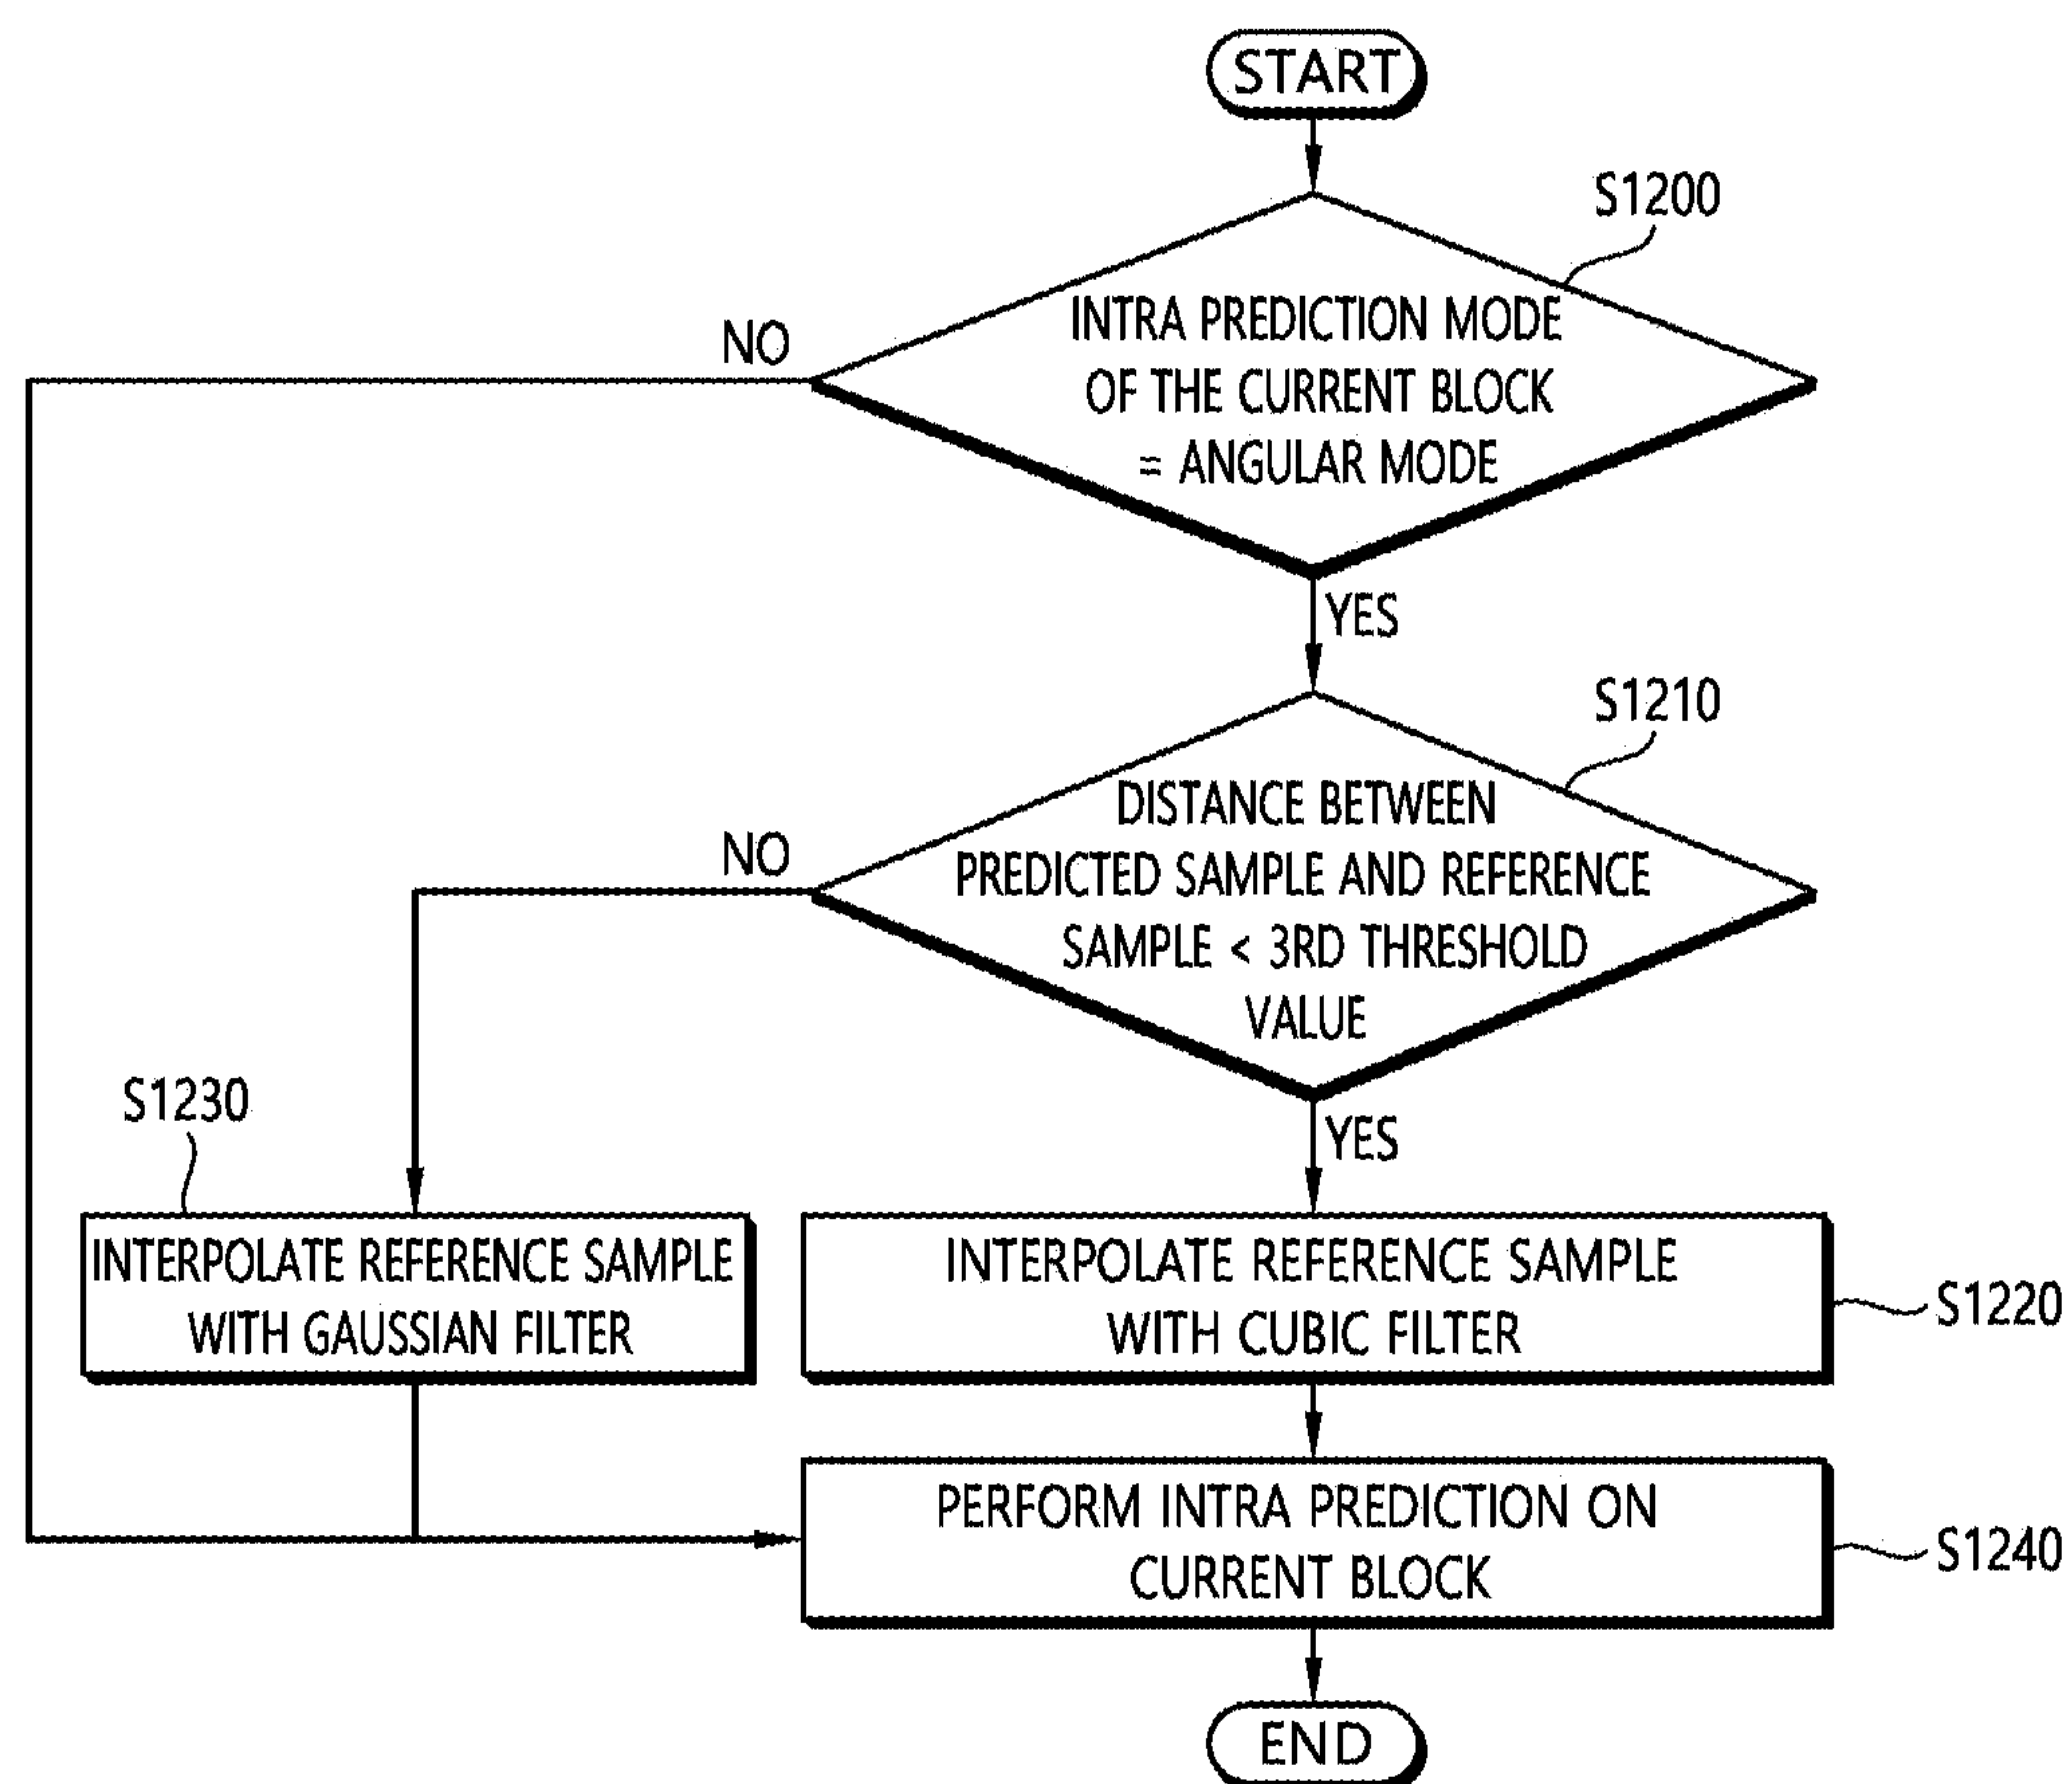 START
S1200
INTRA PREDICTION MODE
OF THE CURRENT BLOCK
= ANGULAR MODE
NO
YES
S1210
DISTANCE BETWEEN
PREDICTED SAMPLE AND REFERENCE
SAMPLE < 3RD THRESHOLD
VALUE
NO
YES
S1230
INTERPOLATE REFERENCE SAMPLE
WITH GAUSSIAN FILTER
INTERPOLATE REFERENCE SAMPLE
WITH CUBIC FILTER
S1220
PERFORM INTRA PREDICTION ON
CURRENT BLOCK
S1240
END